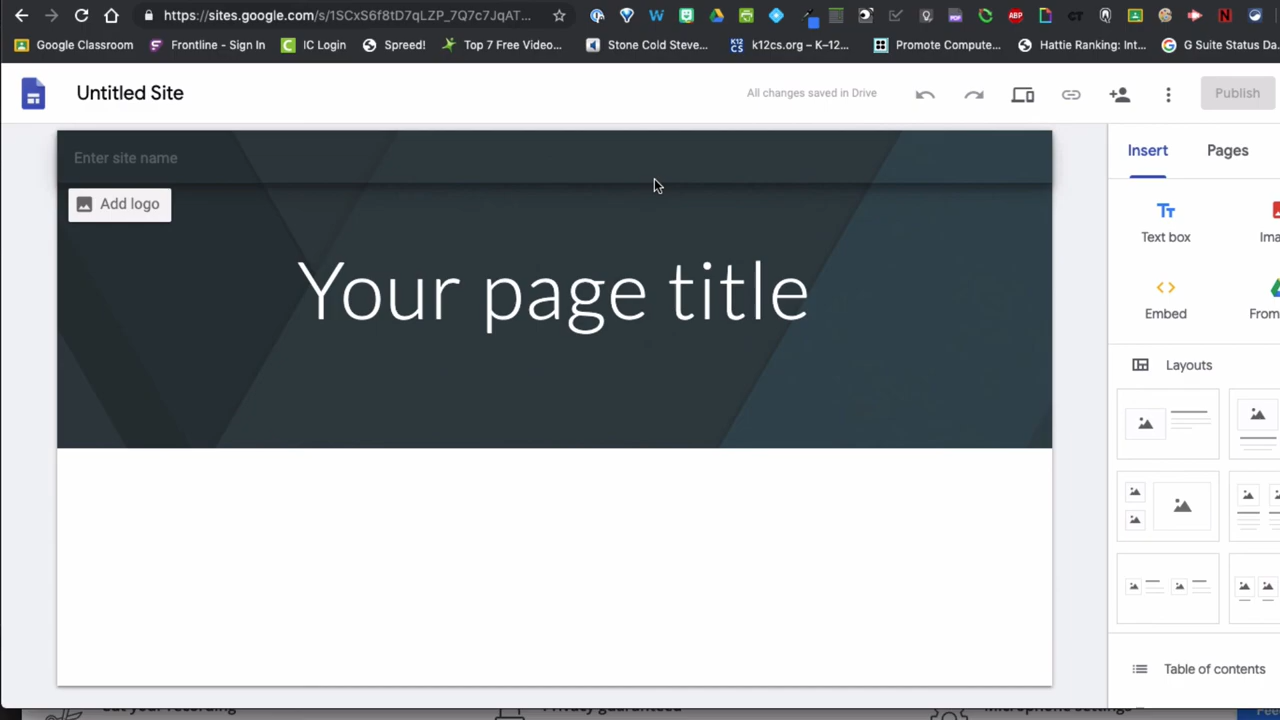 https://sites.google.com/s/1SCxS6f8tD7qLZP_7Q7c7JqAT...
Google Classroom Frontline - Sign In IC Login Spreed! Top 7 Free Video... Stone Cold Steve... k12cs.org – K–12... Promote Compute... Hattie Ranking: Int... G Suite Status Da..
Untitled Site
All changes saved in Drive
Publish
Enter site name
Insert Pages
Add logo
Text box
Ima
Your page title
Embed
From
Layouts
Table of contents